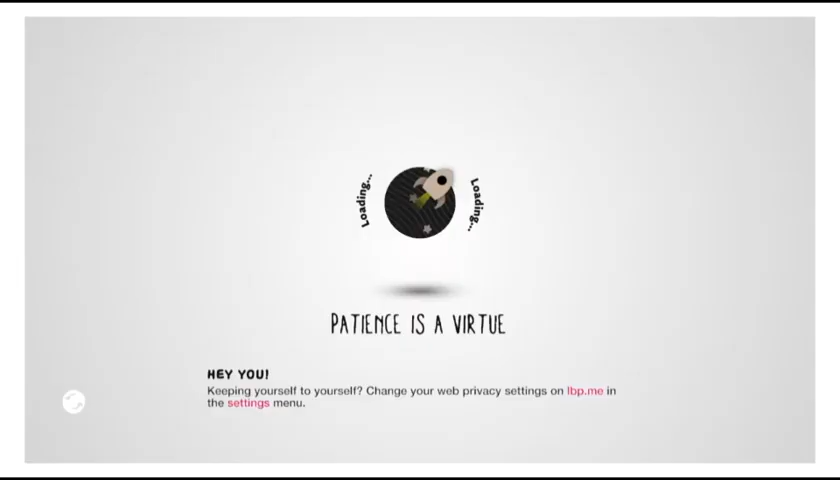 Loading...
Loading...
PATIENCE IS A VIRTUE
HEY YOU!
Keeping yourself to yourself? Change your web privacy settings on lbp.me in
the settings menu.